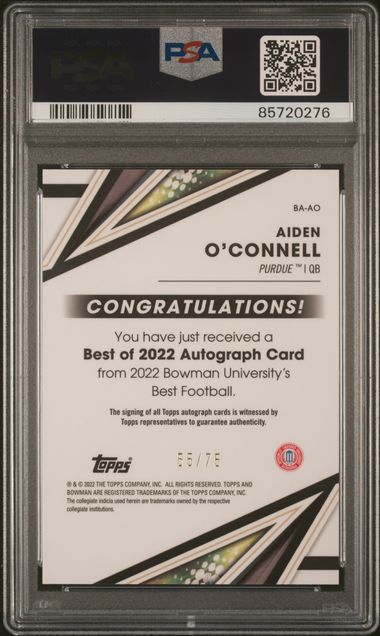 PSA
PSA
85720276
BA-AO
AIDEN
O'CONNELL
PURDUE ™ | QB
CONGRATULATIONS!
You have just received a
Best of 2022 Autograph Card
from 2022 Bowman University's
Best Football.
The signing of all Topps autograph cards is witnessed by
Topps representatives to guarantee authenticity.
Topps
55/75
® & © 2022 THE TOPPS COMPANY, INC. ALL RIGHTS RESERVED. TOPPS AND
BOWMAN ARE REGISTERED TRADEMARKS OF THE TOPPS COMPANY, INC.
The collegiate indicia used herein are trademarks owned by the respective
collegiate institutions.